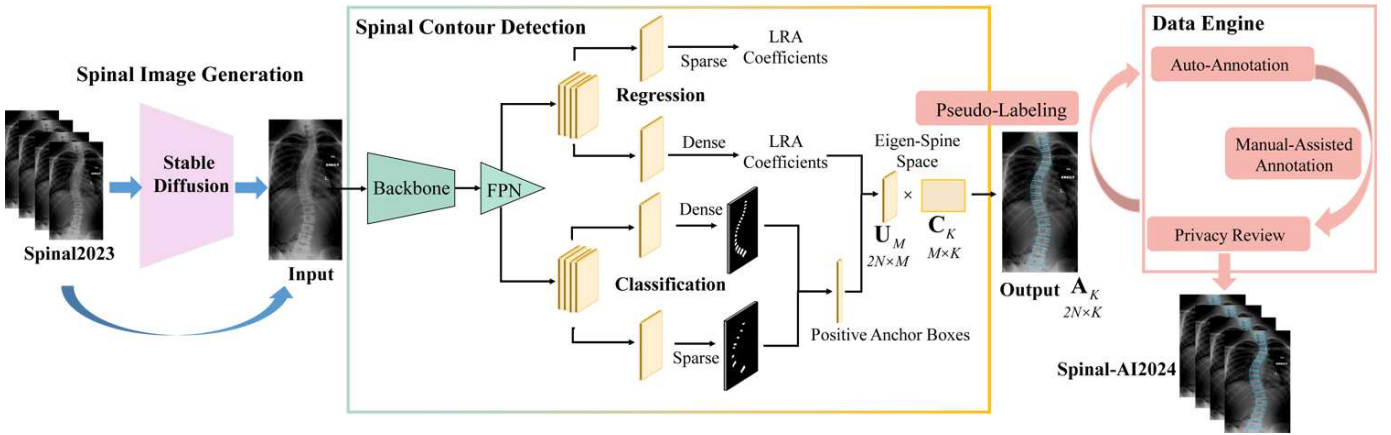 Spinal Image Generation
Stable
Diffusion
Spinal2023
Input
Spinal Contour Detection
Backbone
FPN
Regression
Sparse
LRA
Coefficients
Dense
LRA
Coefficients
Classification
Dense
Sparse
Positive Anchor Boxes
Eigen-Spine
Space
U_M
2N×M
×
C_K
M×K
Pseudo-Labeling
Output
A_K
2N×K
Data Engine
Auto-Annotation
Manual-Assisted
Annotation
Privacy Review
Spinal-AI2024